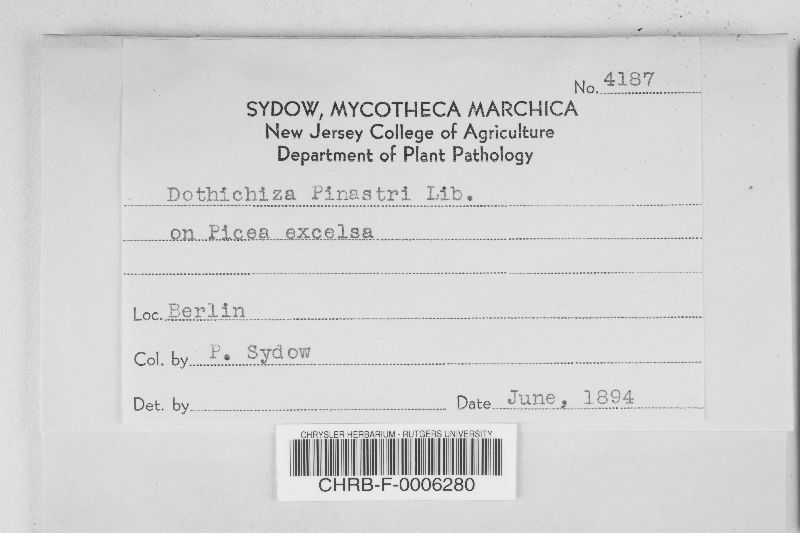 No. 4187
SYDOW, MYCOTHECA MARCHICA
New Jersey College of Agriculture
Department of Plant Pathology
Dothichiza Pinastri Lib.
on Picea excelsa
Loc. Berlin
Col. by P. Sydow
Det. by Date June, 1894
CHRYSLER HERBARIUM - RUTGERS UNIVERSITY
CHRB-F-0006280